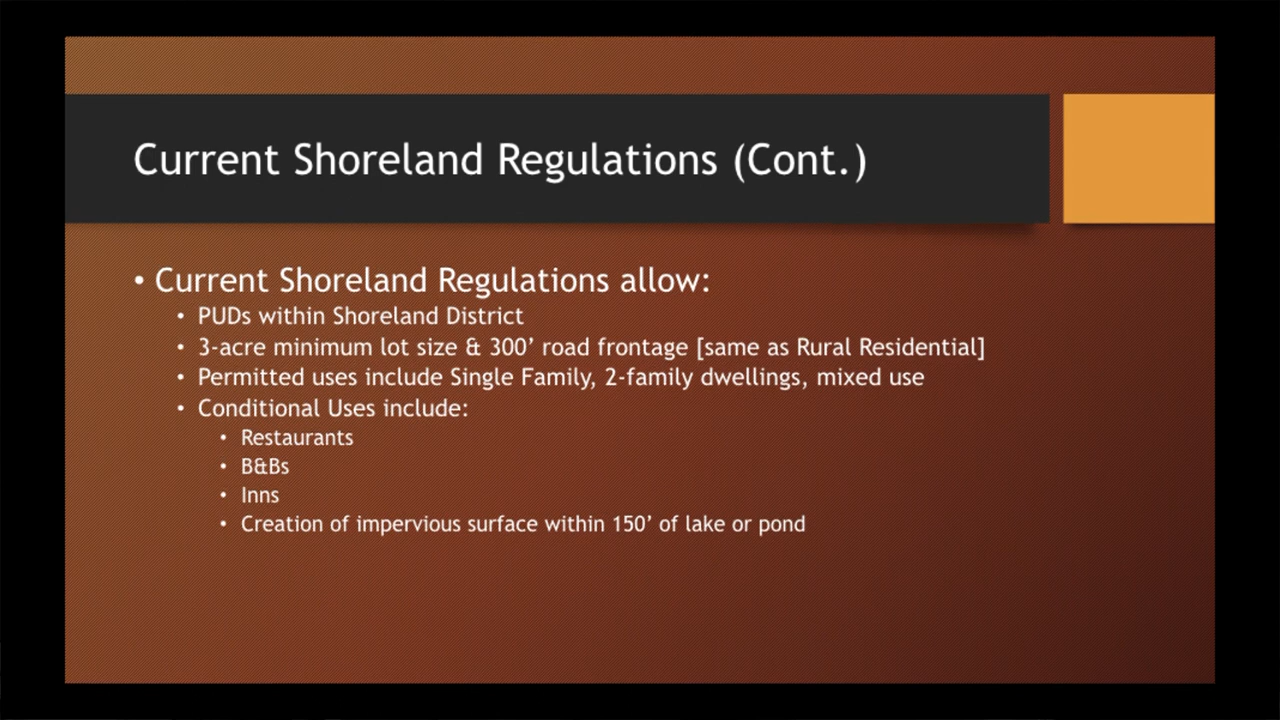 Current Shoreland Regulations (Cont.)
• Current Shoreland Regulations allow:
• PUDs within Shoreland District
• 3-acre minimum lot size & 300’ road frontage [same as Rural Residential]
• Permitted uses include Single Family, 2-family dwellings, mixed use
• Conditional Uses include:
• Restaurants
• B&Bs
• Inns
• Creation of impervious surface within 150’ of lake or pond